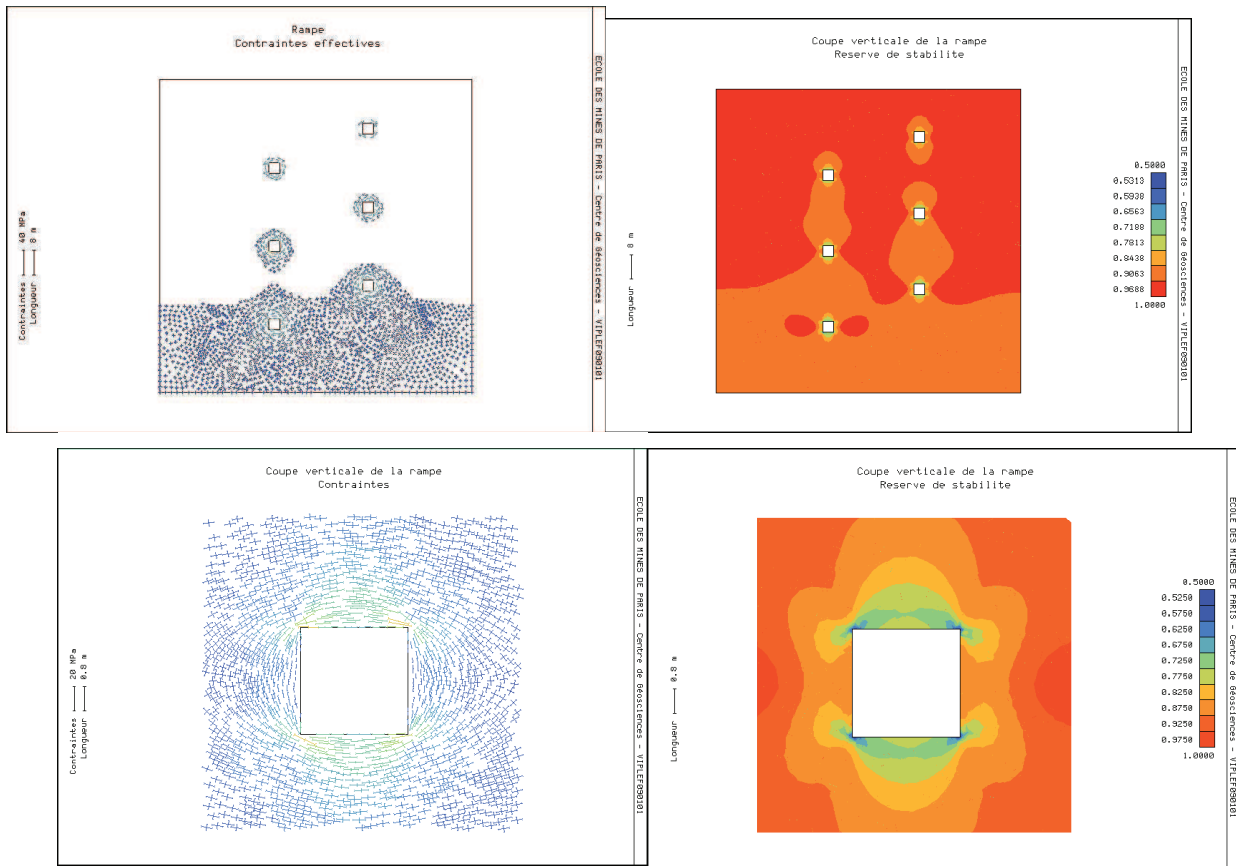 Rampe
Contraintes effectives
Contraintes 40 MPa
Longueur 8 m
ECOLE DES MINES DE PARIS - Centre de Géosciences - VIPLEF090101
Coupe verticale de la rampe
Reserve de stabilite
Longueur 8 m
0.5000
0.5313
0.5938
0.6563
0.7188
0.7813
0.8438
0.9063
0.9688
1.0000
ECOLE DES MINES DE PARIS - Centre de Géosciences - VIPLEF090101
Coupe verticale de la rampe
Contraintes
Contraintes 20 MPa
Longueur 0.8 m
ECOLE DES MINES DE PARIS - Centre de Géosciences - VIPLEF090101
Coupe verticale de la rampe
Reserve de stabilite
Longueur 0.8 m
0.5000
0.5250
0.5750
0.6250
0.6750
0.7250
0.7750
0.8250
0.8750
0.9250
0.9750
1.0000
ECOLE DES MINES DE PARIS - Centre de Géosciences - VIPLEF090101